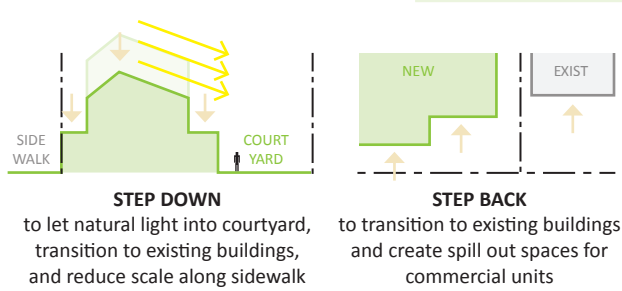 SIDE
WALK
COURT
YARD
STEP DOWN
to let natural light into courtyard,
transition to existing buildings,
and reduce scale along sidewalk
NEW
EXIST
STEP BACK
to transition to existing buildings
and create spill out spaces for
commercial units